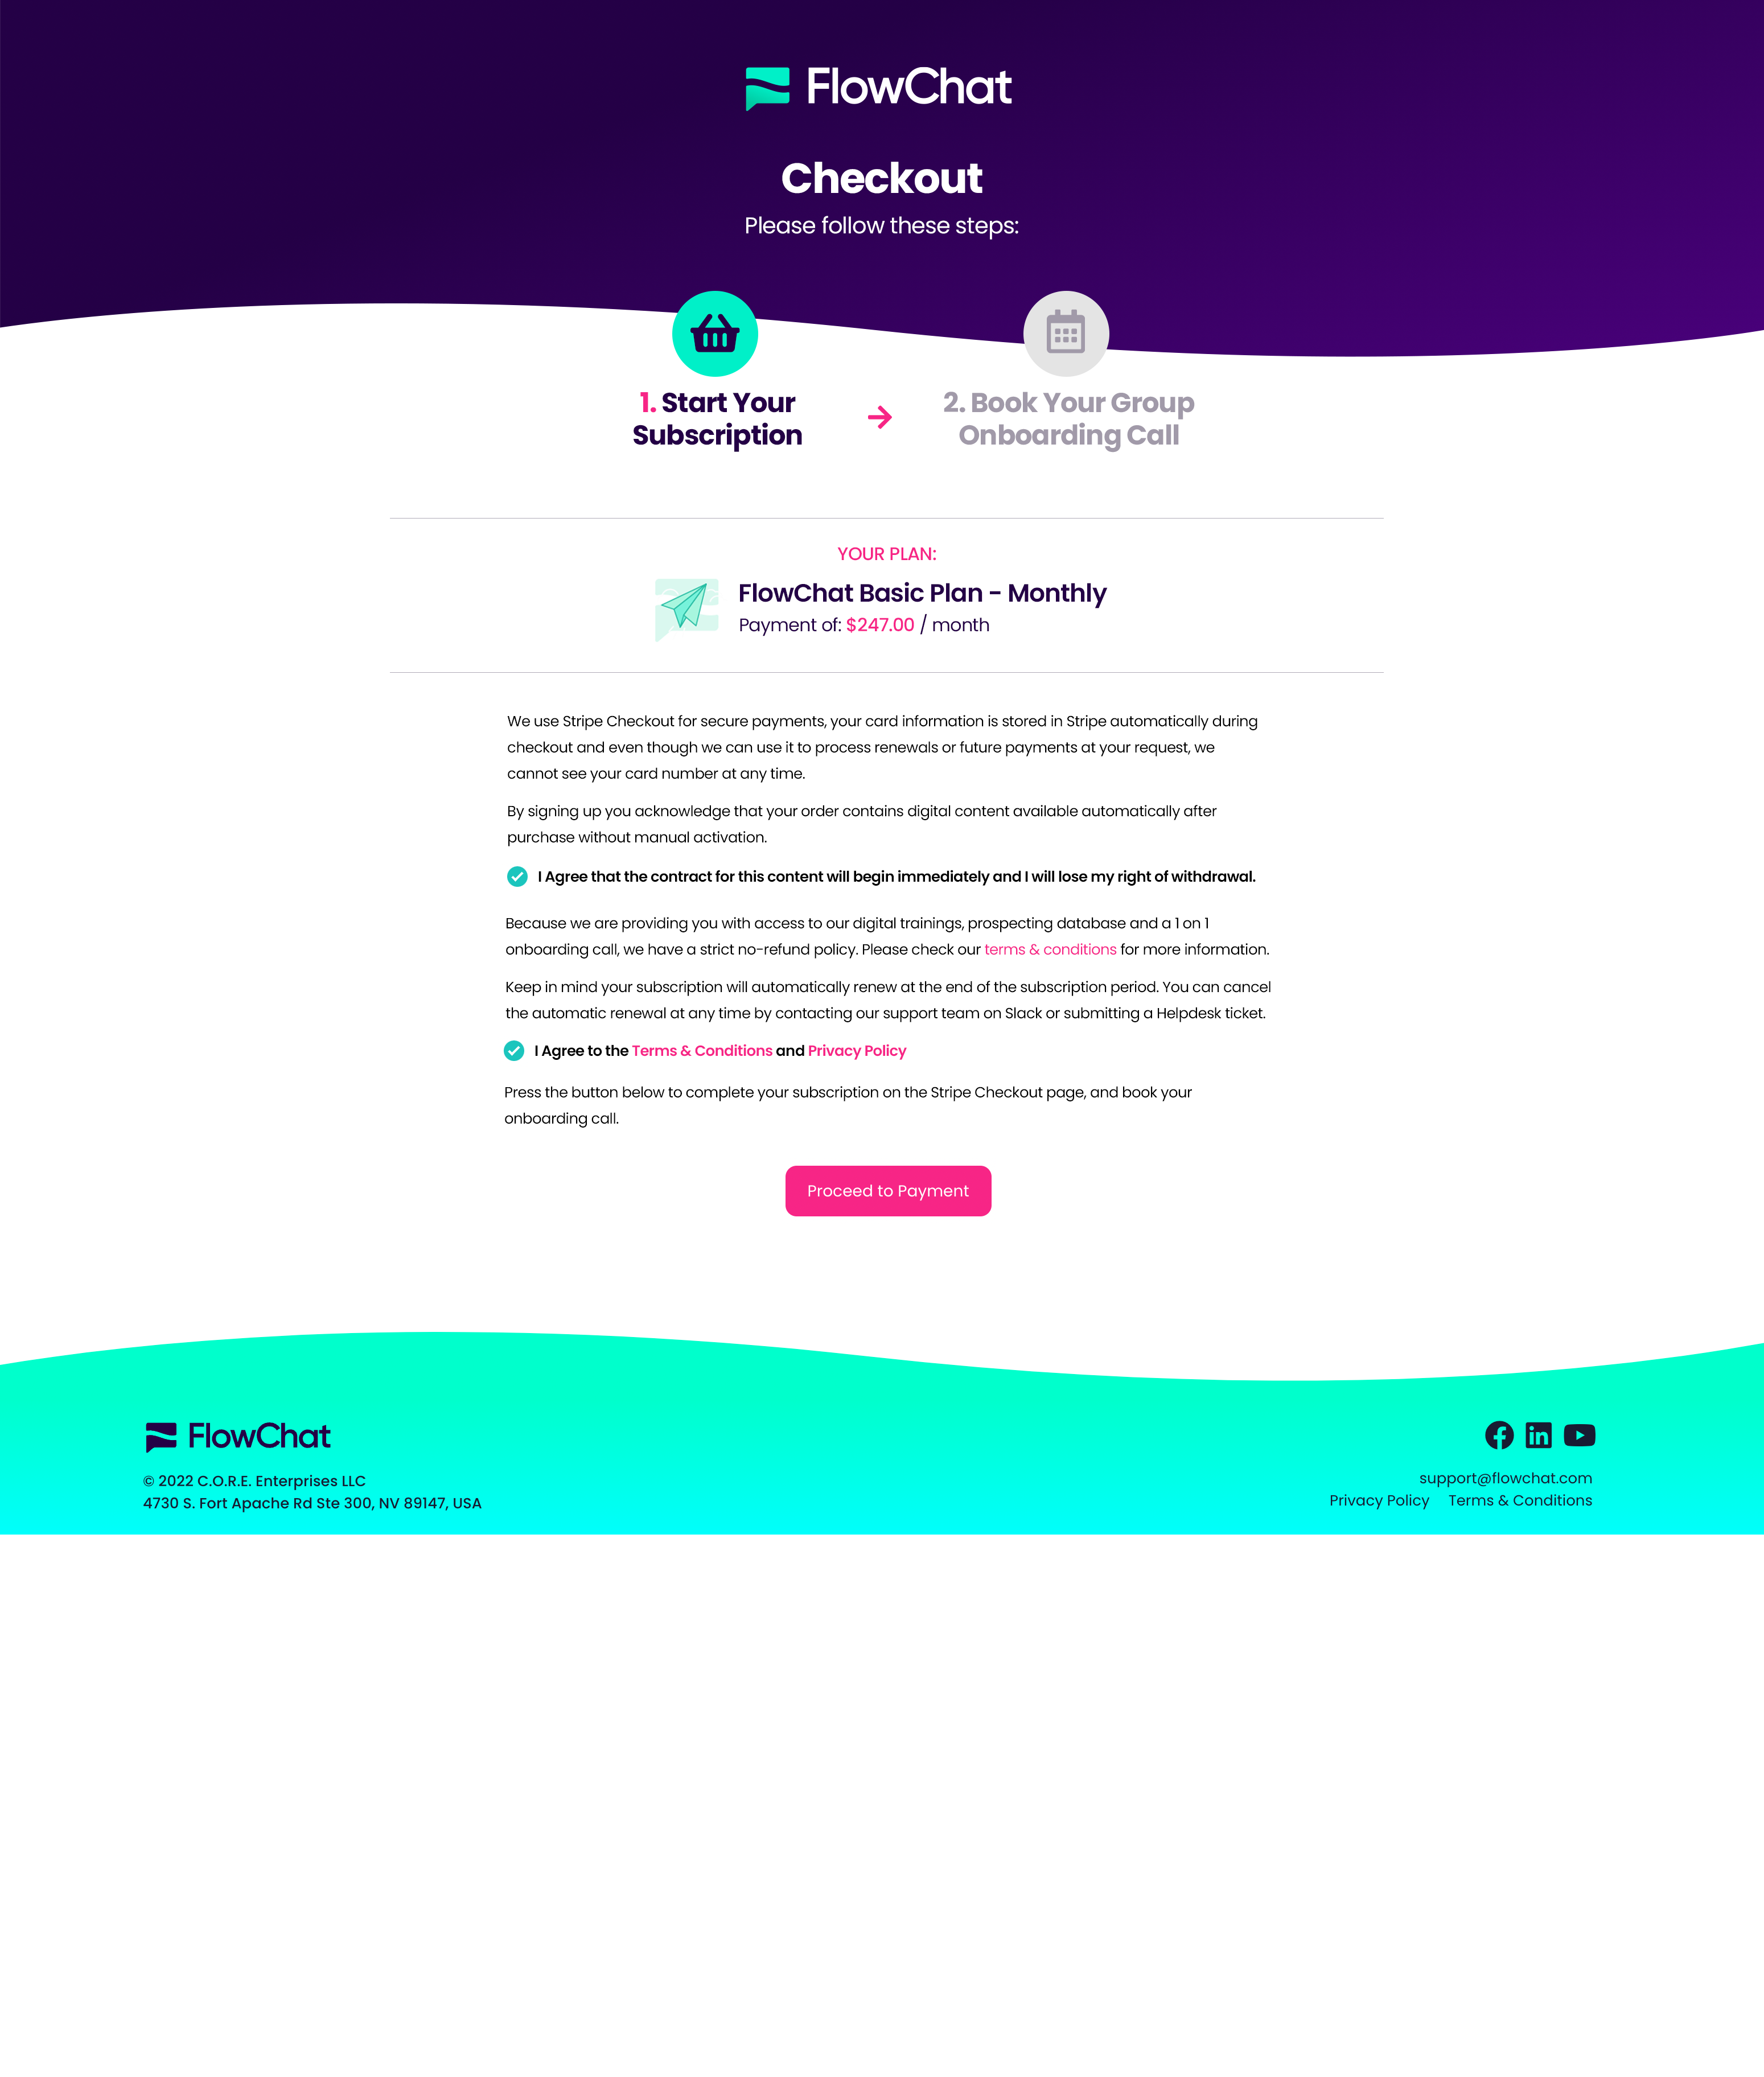 FlowChat
Checkout
Please follow these steps:
1. Start Your
Subscription
2. Book Your Group
Onboarding Call
YOUR PLAN:
FlowChat Basic Plan - Monthly
Payment of: $247.00 / month
We use Stripe Checkout for secure payments, your card information is stored in Stripe automatically during
checkout and even though we can use it to process renewals or future payments at your request, we
cannot see your card number at any time.
By signing up you acknowledge that your order contains digital content available automatically after
purchase without manual activation.
I Agree that the contract for this content will begin immediately and I will lose my right of withdrawal.
Because we are providing you with access to our digital trainings, prospecting database and a 1 on 1
onboarding call, we have a strict no-refund policy. Please check our terms & conditions for more information.
Keep in mind your subscription will automatically renew at the end of the subscription period. You can cancel
the automatic renewal at any time by contacting our support team on Slack or submitting a Helpdesk ticket.
I Agree to the Terms & Conditions and Privacy Policy
Press the button below to complete your subscription on the Stripe Checkout page, and book your
onboarding call.
Proceed to Payment
FlowChat
© 2022 C.O.R.E. Enterprises LLC
4730 S. Fort Apache Rd Ste 300, NV 89147, USA
support@flowchat.com
Privacy Policy Terms & Conditions